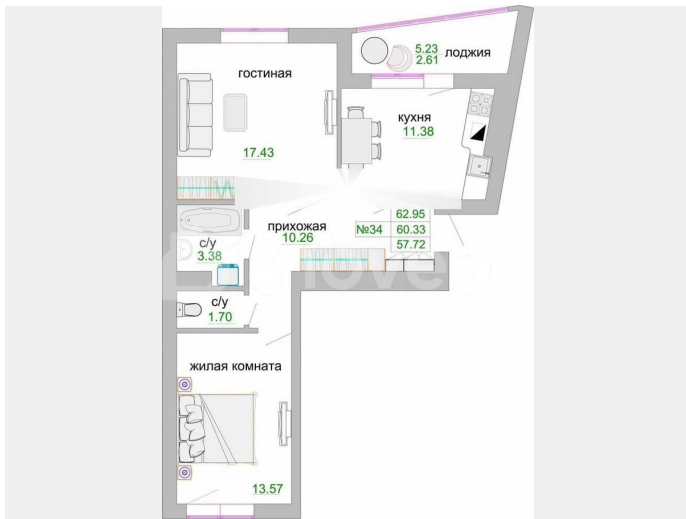 5.23
2.61
лоджия
гостиная
кухня
11.38
17.43
прихожая
10.26
№34
62.95
60.33
57.72
с/у
3.38
с/у
1.70
жилая комната
13.57